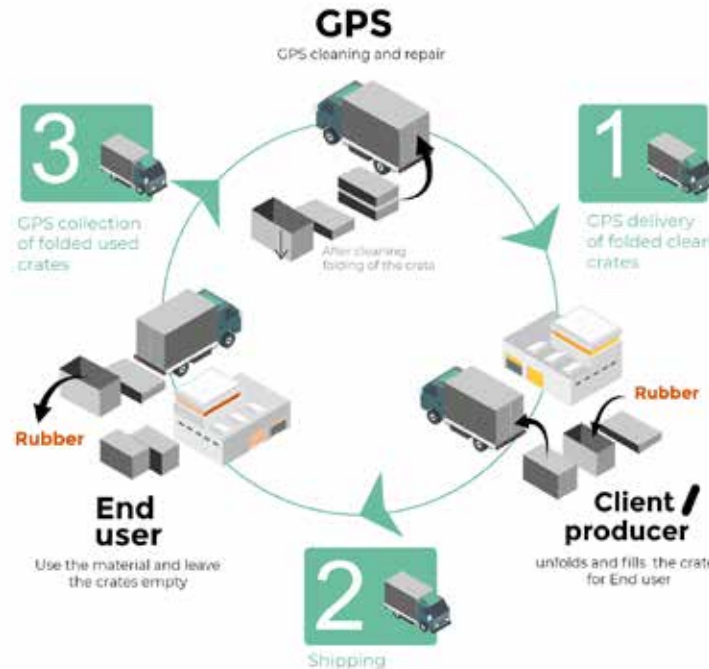 GPS
GPS cleaning and repair
3
GPS collection
of folded used
crates
1
GPS delivery
of folded clean
crates
After cleaning
folding of the crate
Rubber
Rubber
End
user
Use the material and leave
the crates empty
Client /
producer
unfolds and fills the crate
for End user
2
Shipping